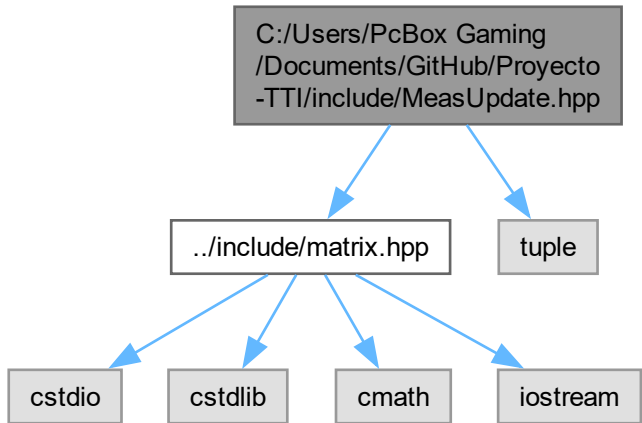 C:/Users/PcBox Gaming
/Documents/GitHub/Proyecto
-TTI/include/MeasUpdate.hpp
../include/matrix.hpp
tuple
cstdio
cstdlib
cmath
iostream